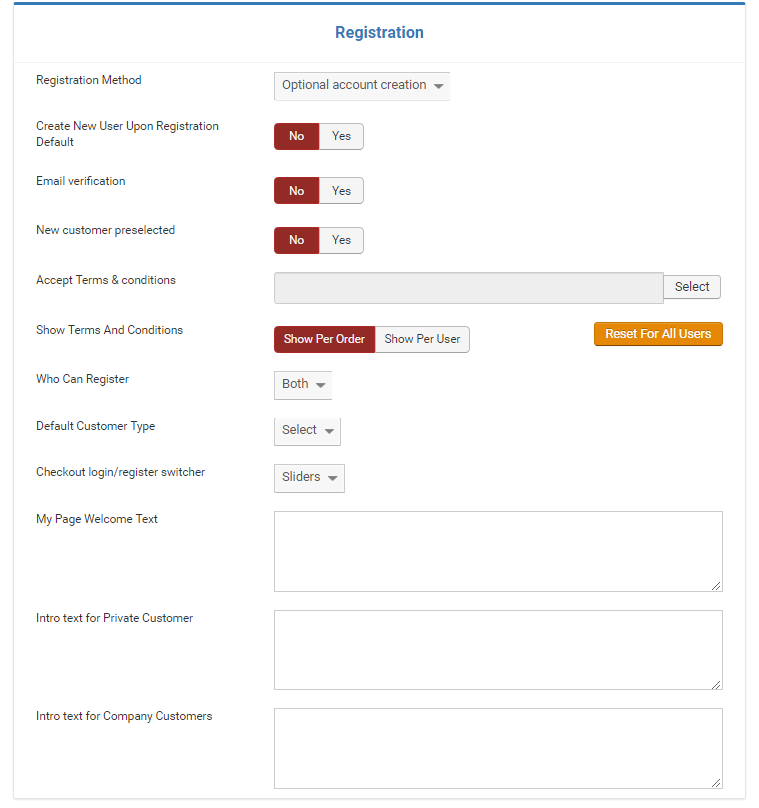 Registration
Registration Method
Optional account creation
Create New User Upon Registration
Default
No Yes
Email verification
No Yes
New customer preselected
No Yes
Accept Terms & conditions
Select
Show Terms And Conditions
Show Per Order Show Per User
Reset For All Users
Who Can Register
Both
Default Customer Type
Select
Checkout login/register switcher
Sliders
My Page Welcome Text
Intro text for Private Customer
Intro text for Company Customers